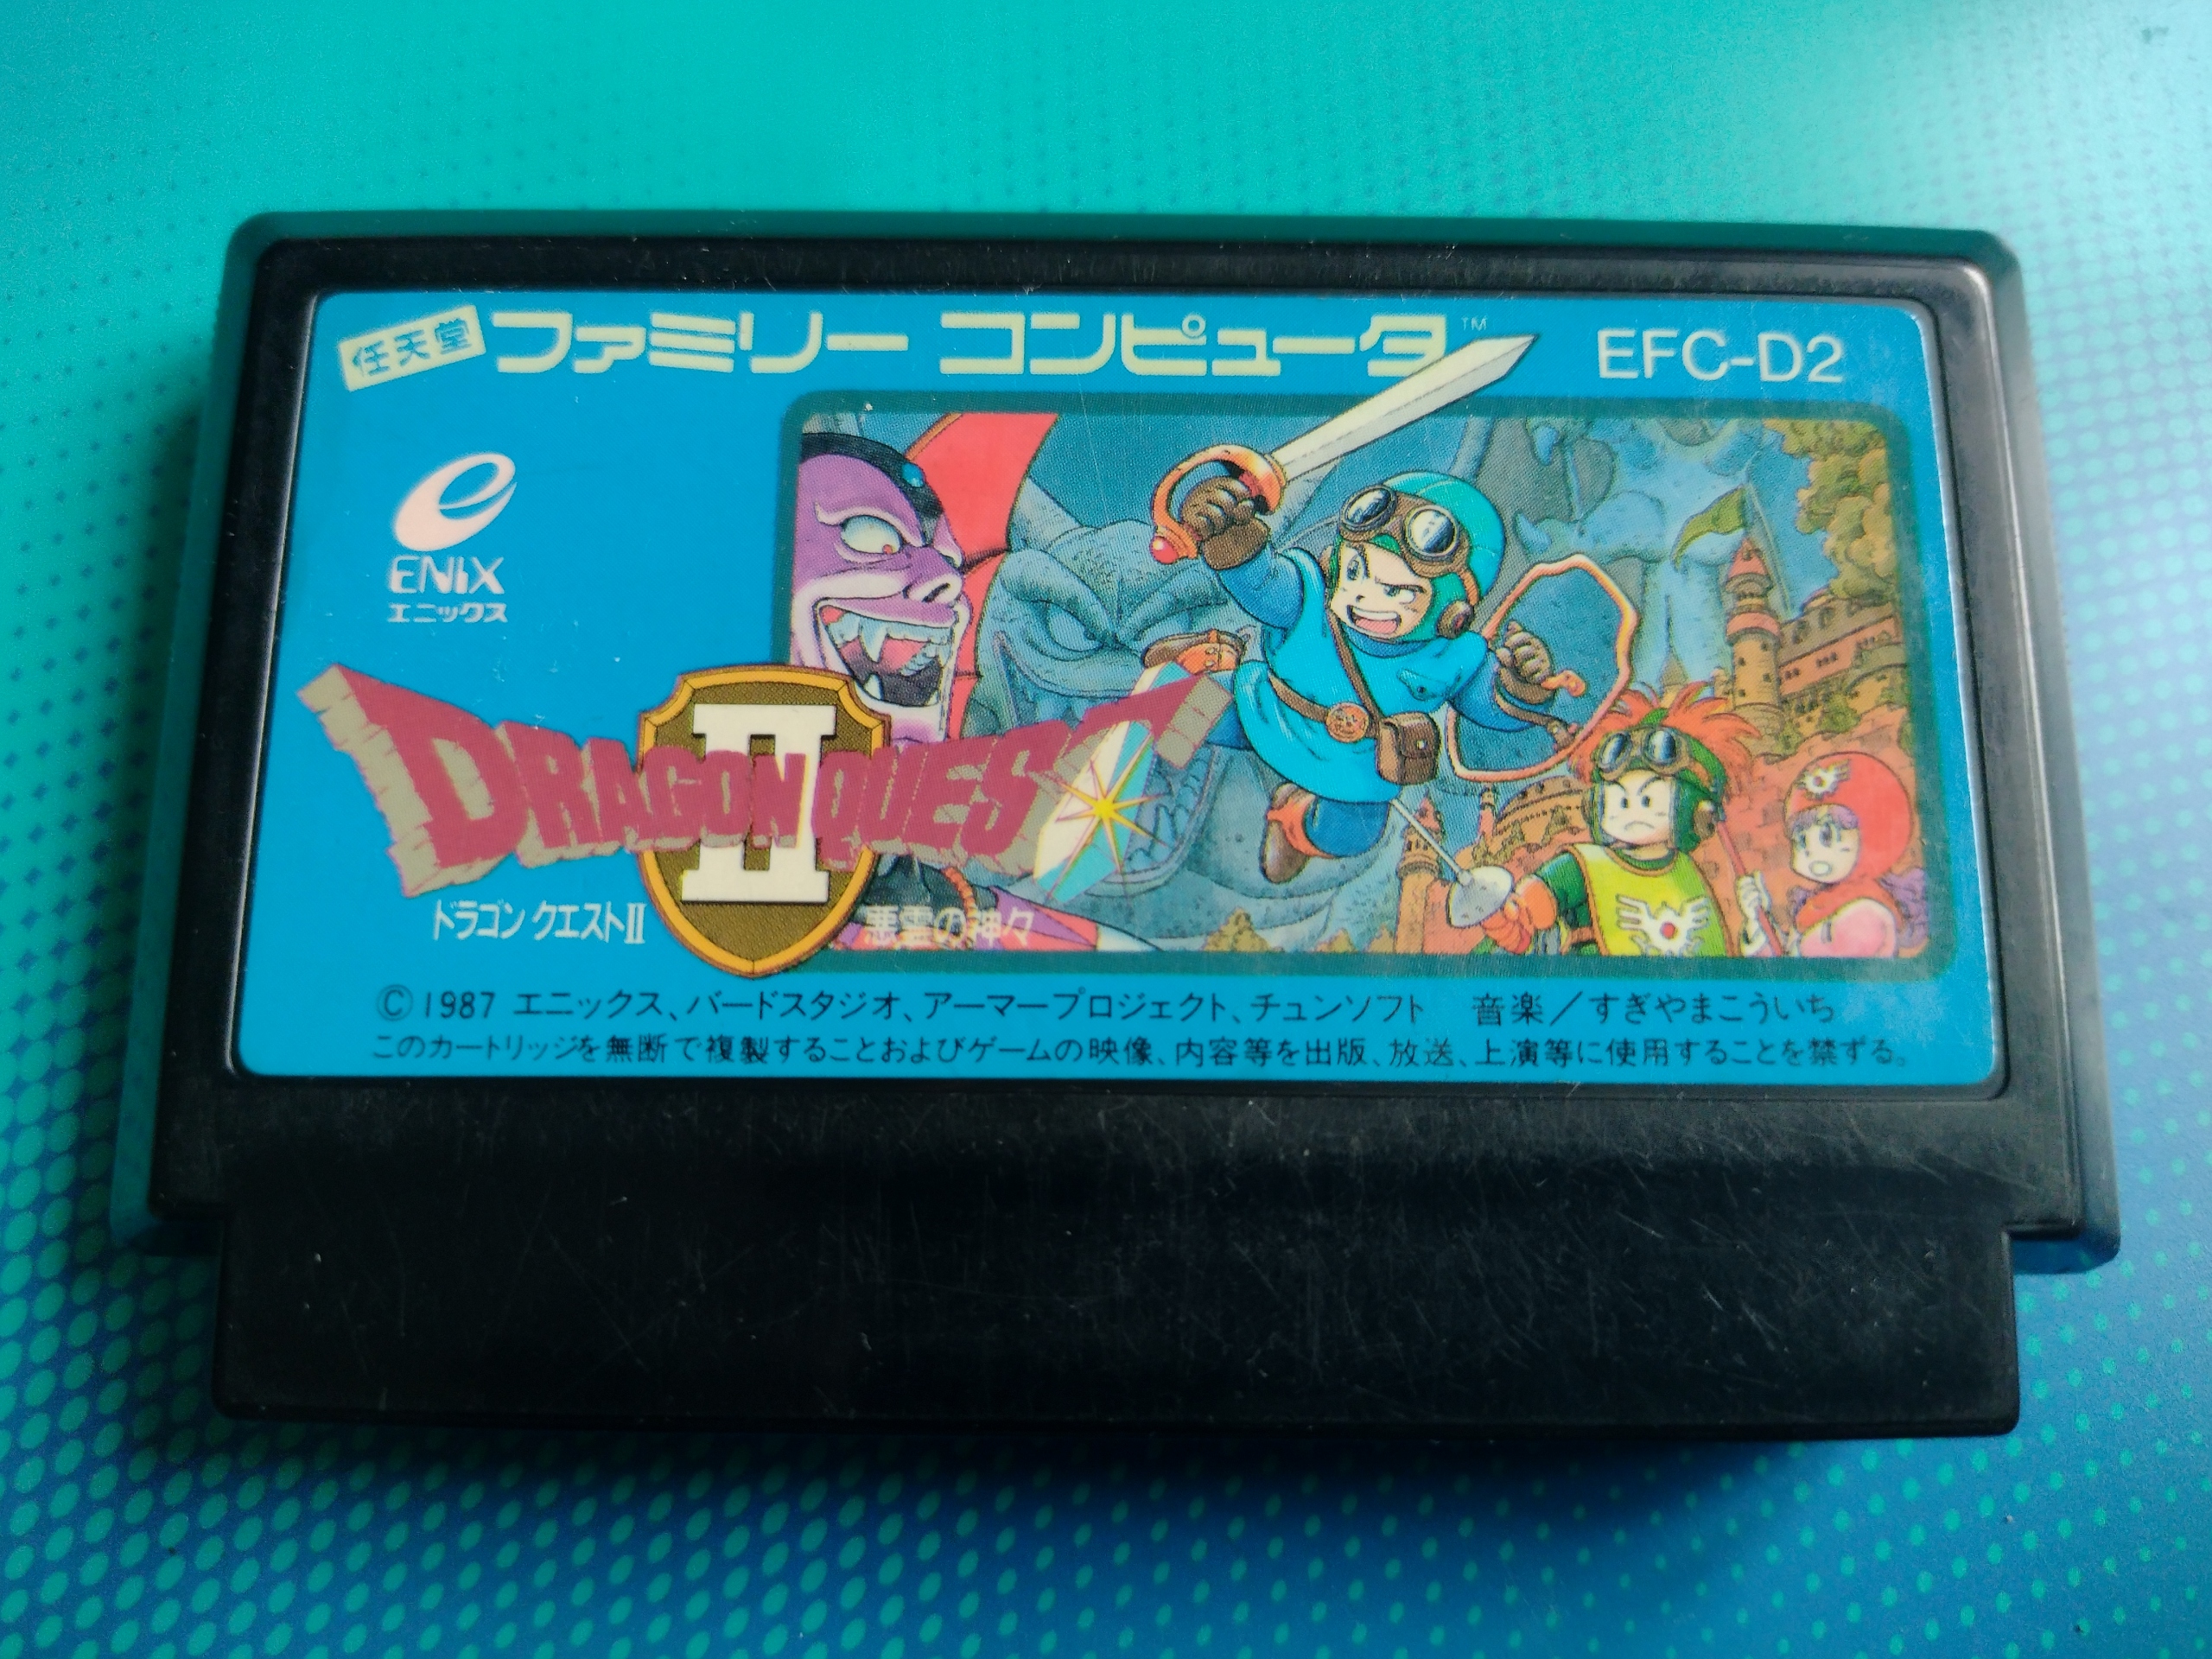 任天堂 ファミリー コンピュータ™ EFC-D2
e
ENIX
エニックス
DRAGON QUEST
II
ドラゴンクエストII 悪霊の神々
©1987 エニックス、バードスタジオ、アーマープロジェクト、チュンソフト 音楽／すぎやまこういち
このカートリッジを無断で複製することおよびゲームの映像、内容等を出版、放送、上演等に使用することを禁ずる。